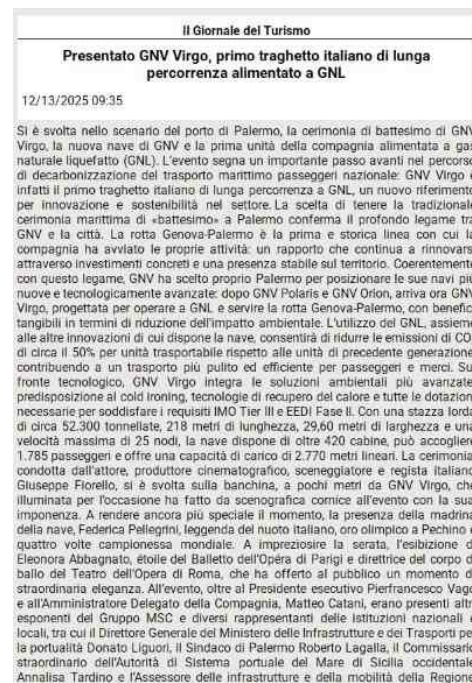 Il Giornale del Turismo
Presentato GNV Virgo, primo traghetto italiano di lunga
percorrenza alimentato a GNL
12/13/2025 09:35
Si è svolta nello scenario del porto di Palermo, la cerimonia di battesimo di GNV
Virgo, la nuova nave di GNV e la prima unità della compagnia alimentata a gas
naturale liquefatto (GNL). L'evento segna un importante passo avanti nel percorso
di decarbonizzazione del trasporto marittimo passeggeri nazionale: GNV Virgo è
infatti il primo traghetto italiano di lunga percorrenza a GNL, un nuovo riferimento
per innovazione e sostenibilità nel settore. La scelta di tenere la tradizionale
cerimonia marittima di «battesimo» a Palermo conferma il profondo legame tra
GNV e la città. La rotta Genova-Palermo è la prima e storica linea con cui la
compagnia ha avviato le proprie attività: un rapporto che continua a rinnovarsi
attraverso investimenti concreti e una presenza stabile sul territorio. Coerentemente
con questo legame, GNV ha scelto proprio Palermo per posizionare le sue navi più
nuove e tecnologicamente avanzate: dopo GNV Polaris e GNV Orion, arriva ora GNV
Virgo, progettata per operare a GNL e servire la rotta Genova-Palermo, con benefici
tangibili in termini di riduzione dell'impatto ambientale. L'utilizzo del GNL, assieme
alle altre innovazioni di cui dispone la nave, consentirà di ridurre le emissioni di CO
di circa il 50% per unità trasportabile rispetto alle unità di precedente generazione,
contribuendo a un trasporto più pulito ed efficiente per passeggeri e merci. Sul
fronte tecnologico, GNV Virgo integra le soluzioni ambientali più avanzate:
predisposizione al cold ironing, tecnologie di recupero del calore e tutte le dotazioni
necessarie per soddisfare i requisiti IMO Tier III e EEDI Fase II. Con una stazza lorda
di circa 52.300 tonnellate, 218 metri di lunghezza, 29,60 metri di larghezza e una
velocità massima di 25 nodi, la nave dispone di oltre 420 cabine, può accogliere
1.785 passeggeri e offre una capacità di carico di 2.770 metri lineari. La cerimonia,
condotta dall'attore, produttore cinematografico, sceneggiatore e regista italiano
Giuseppe Fiorello, si è svolta sulla banchina, a pochi metri da GNV Virgo, che
illuminata per l'occasione ha fatto da scenografica cornice all'evento con la sua
imponenza. A rendere ancora più speciale il momento, la presenza della madrina
della nave, Federica Pellegrini, leggenda del nuoto italiano, oro olimpico a Pechino e
quattro volte campionessa mondiale. A impreziosire la serata, l'esibizione di
Eleonora Abbagnato, étoile del Balletto dell'Opéra di Parigi e direttrice del corpo di
ballo del Teatro dell'Opera di Roma, che ha offerto al pubblico un momento di
straordinaria eleganza. All'evento, oltre al Presidente esecutivo Pierfrancesco Vago
e all'Amministratore Delegato della Compagnia, Matteo Catani, erano presenti altri
esponenti del Gruppo MSC e diversi rappresentanti delle istituzioni nazionali e
locali, tra cui il Direttore Generale del Ministero delle Infrastrutture e dei Trasporti per
la portualità Donato Liguori, il Sindaco di Palermo Roberto Lagalla, il Commissario
straordinario dell'Autorità di Sistema portuale del Mare di Sicilia occidentale
Annalisa Tardino e l'Assessore delle infrastrutture e della mobilità della Regione